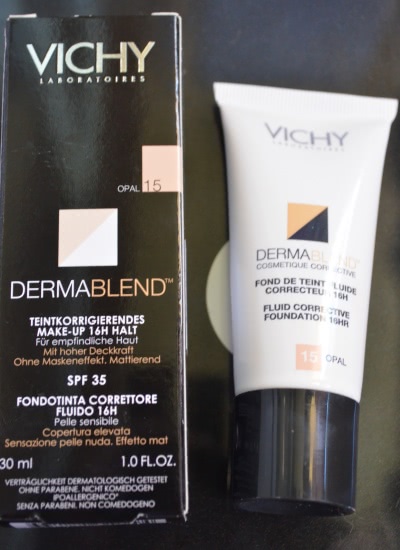 VICHY
LABORATOIRES
OPAL 15
DERMABLEND™
TEINTKORRIGIERENDES
MAKE-UP 16H HALT
Für empfindliche Haut
Mit hoher Deckkraft
Ohne Maskeneffekt. Mattierend
SPF 35
FONDOTINTA CORRETTORE
FLUIDO 16H
Pelle sensibile
Copertura elevata
Sensazione pelle nuda. Effetto mat
30 ml 1.0 FL.OZ.
VERTRÄGLICHKEIT DERMATOLOGISCH GETESTET
OHNE PARABENE. NICHT KOMEDOGEN
IPOALLERGENICO*
SENZA PARABENI. NON COMEDOGENO
VICHY
LABORATOIRES
DERMABLEND™
COSMETIQUE CORRECTIVE
FOND DE TEINT FLUIDE
CORRECTEUR 16H
FLUID CORRECTIVE
FOUNDATION 16HR
15 OPAL